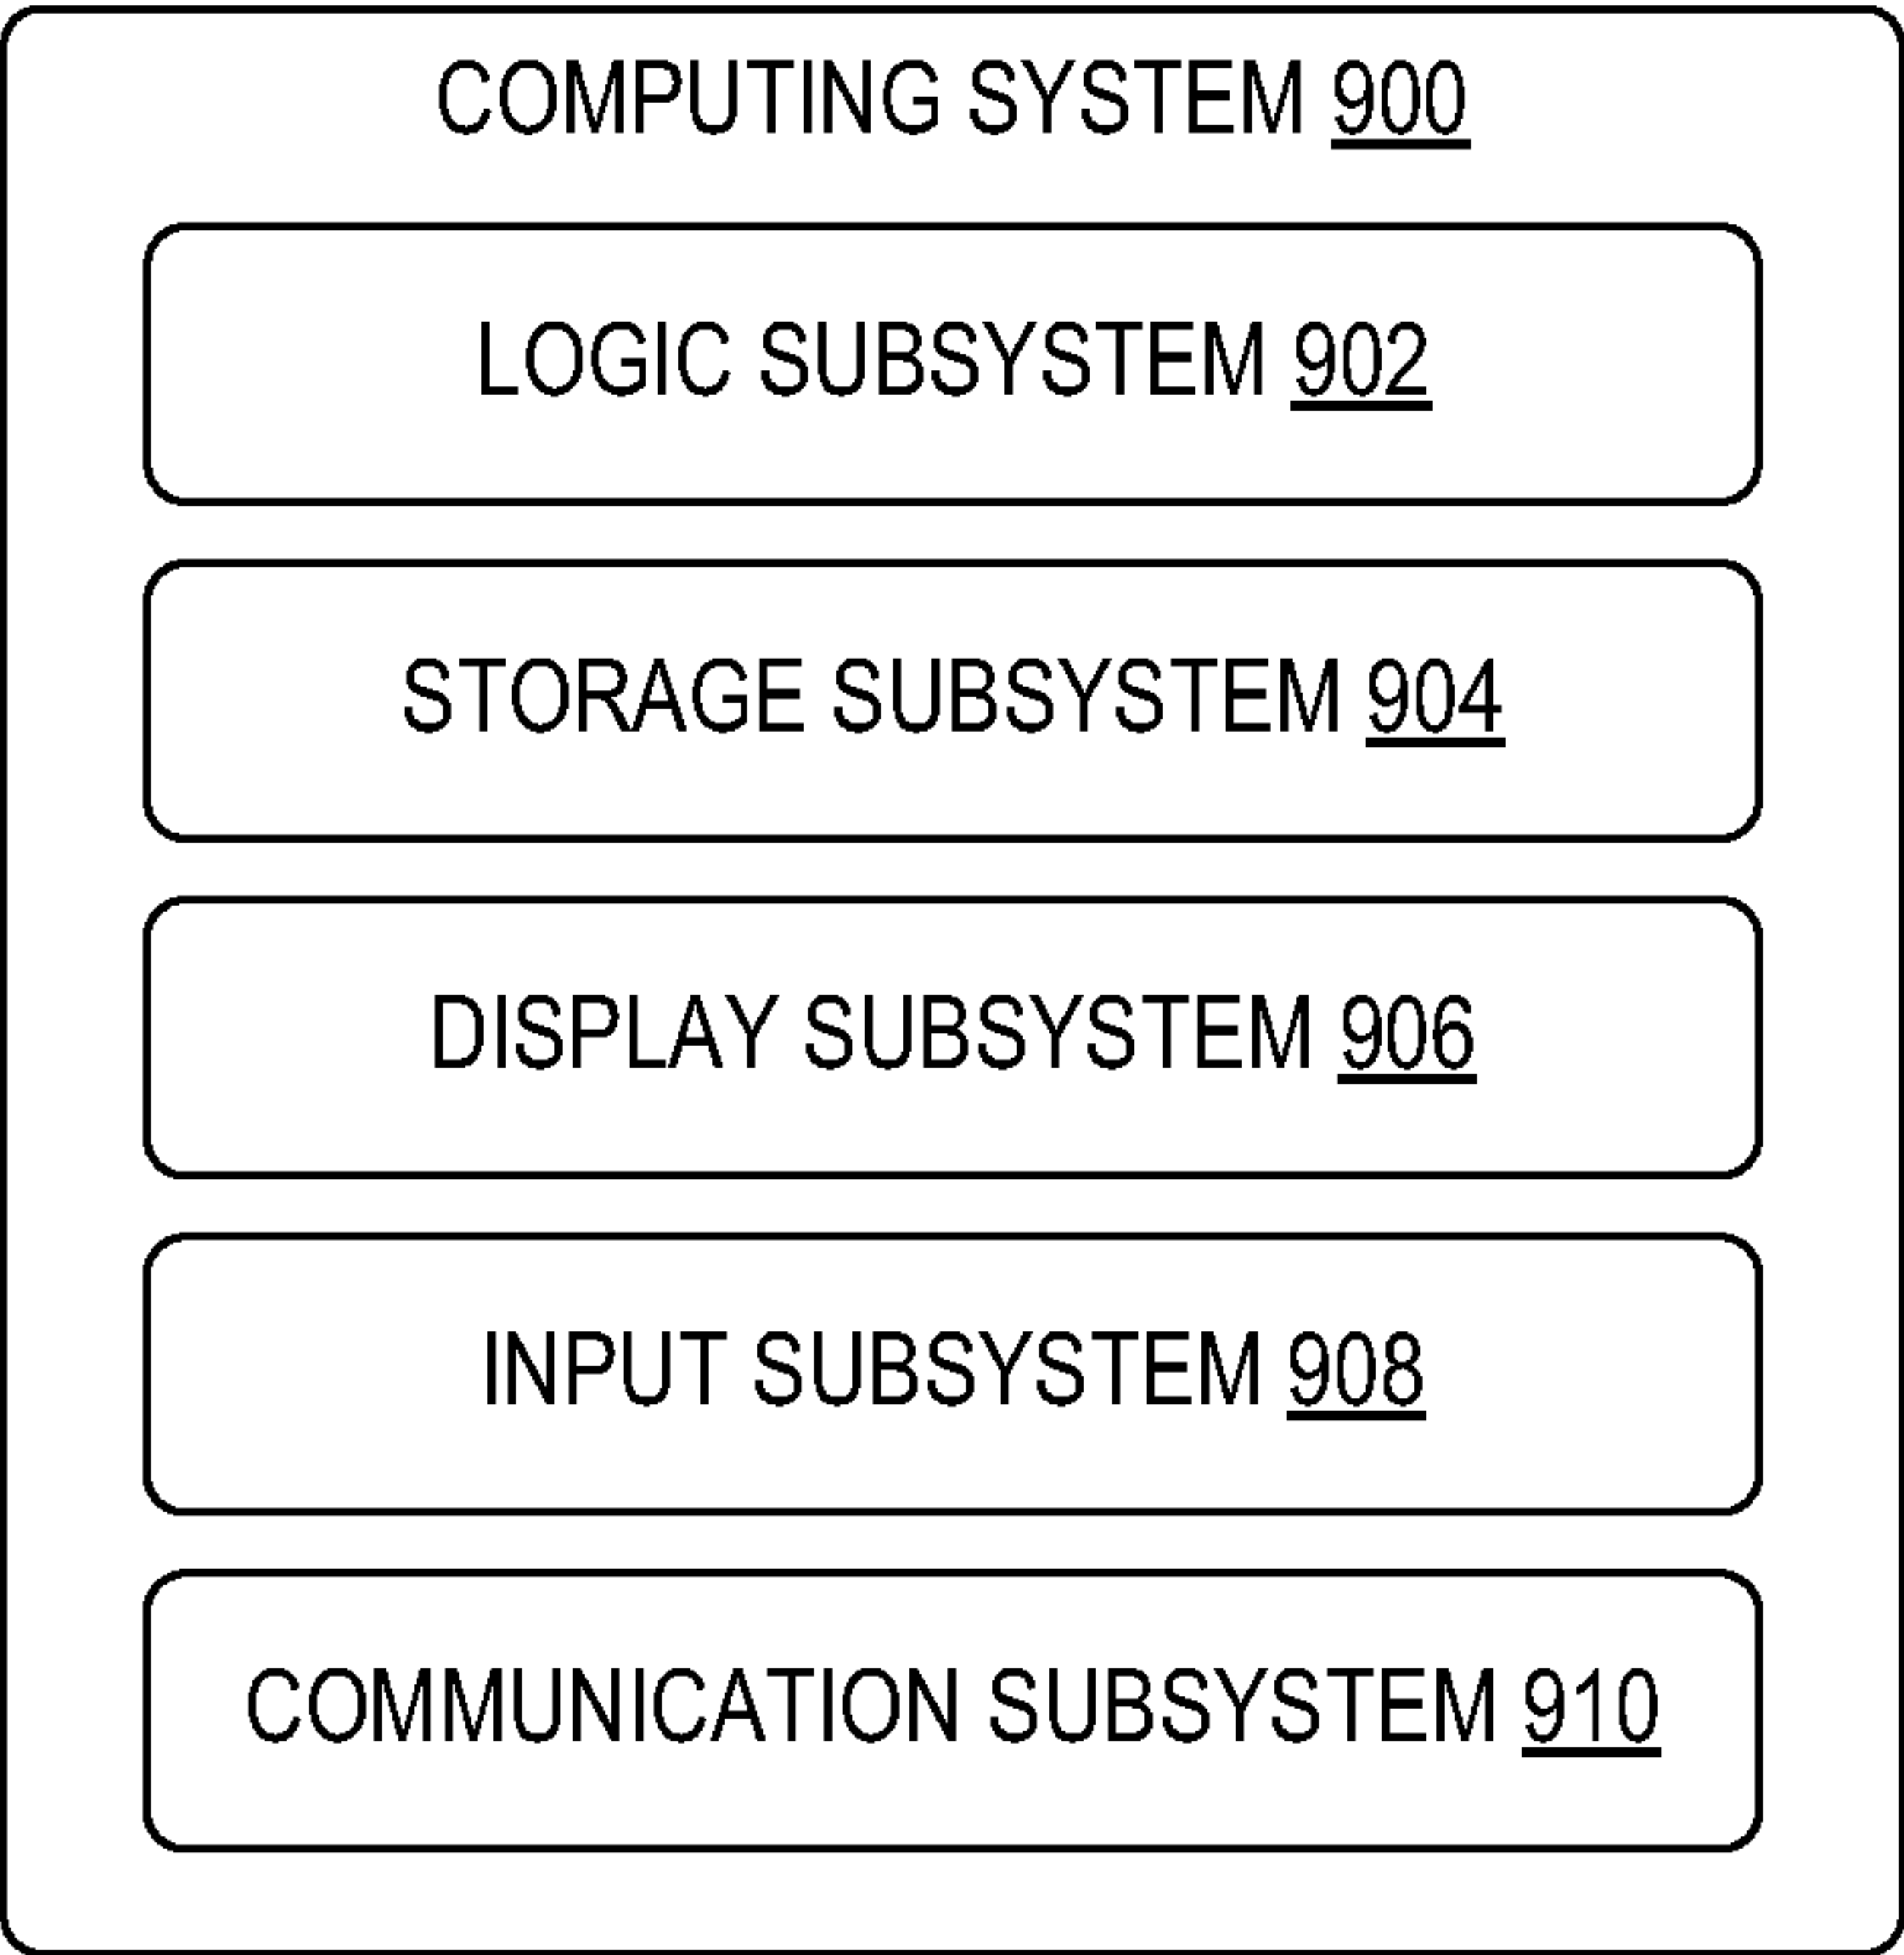 COMPUTING SYSTEM 900
LOGIC SUBSYSTEM 902
STORAGE SUBSYSTEM 904
DISPLAY SUBSYSTEM 906
INPUT SUBSYSTEM 908
COMMUNICATION SUBSYSTEM 910